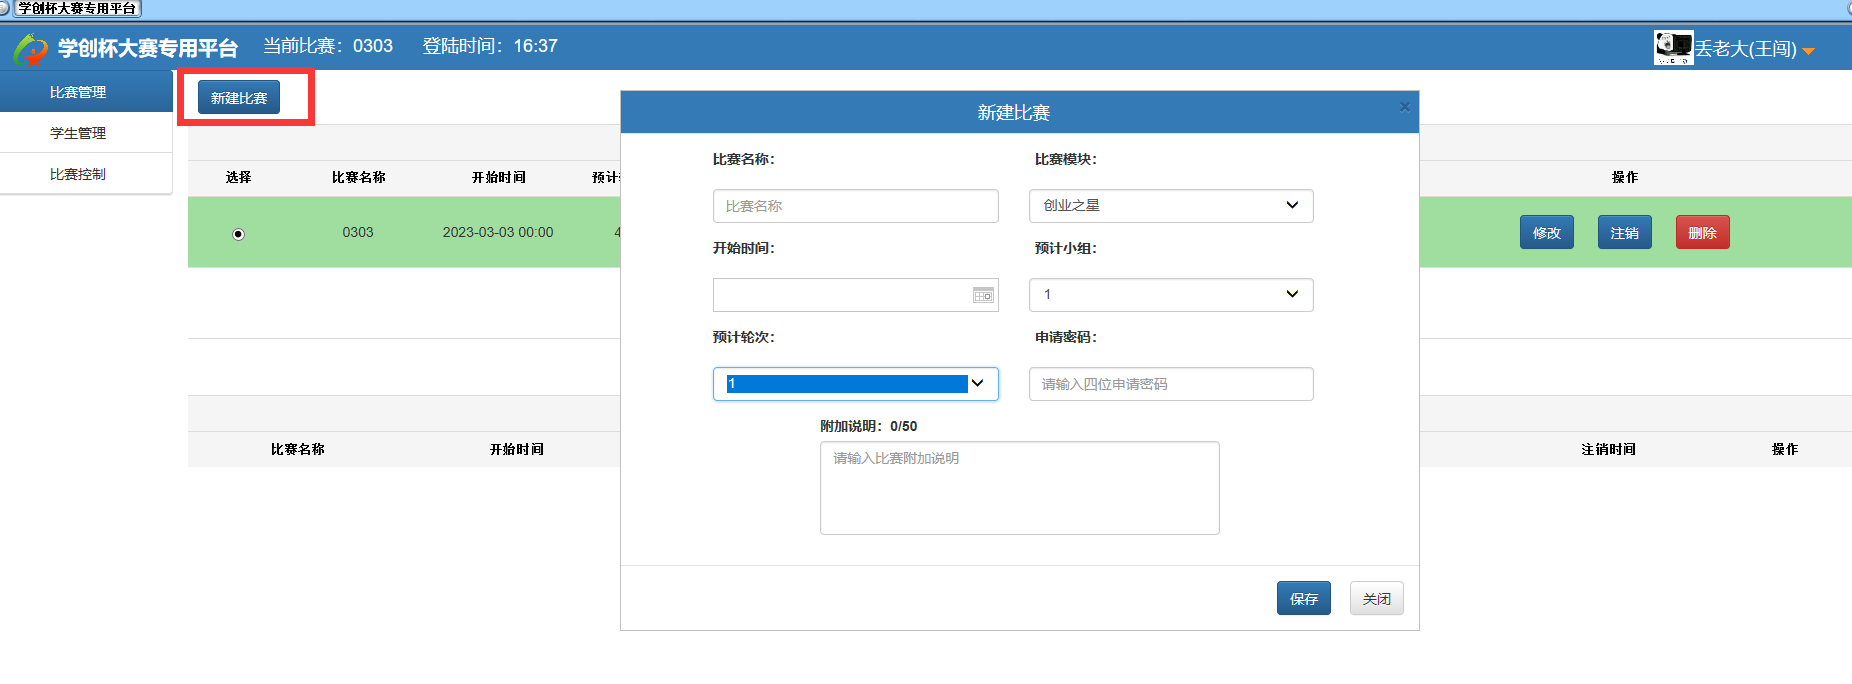 学创杯大赛专用平台
学创杯大赛专用平台 当前比赛：0303 登陆时间：16:37 丢老大(王闯)
比赛管理
学生管理
比赛控制
新建比赛
选择 比赛名称 开始时间 预计 操作
0303 2023-03-03 00:00 4 修改 注销 删除
比赛名称 开始时间 注销时间 操作
新建比赛 ×
比赛名称： 比赛模块：
比赛名称 创业之星
开始时间： 预计小组：
1
预计轮次： 申请密码：
1 请输入四位申请密码
附加说明：0/50
请输入比赛附加说明
保存 关闭